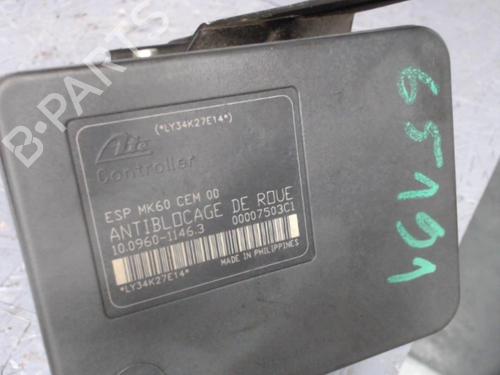 (*LY34K27E14*)
Ate
Controller
ESP MK60 CEM 00
ANTIBLOCAGE DE ROUE
10.0960-1146.3 00007503C1
*LY34K27E14*
MADE IN PHILIPPINES
65191
B-PARTS